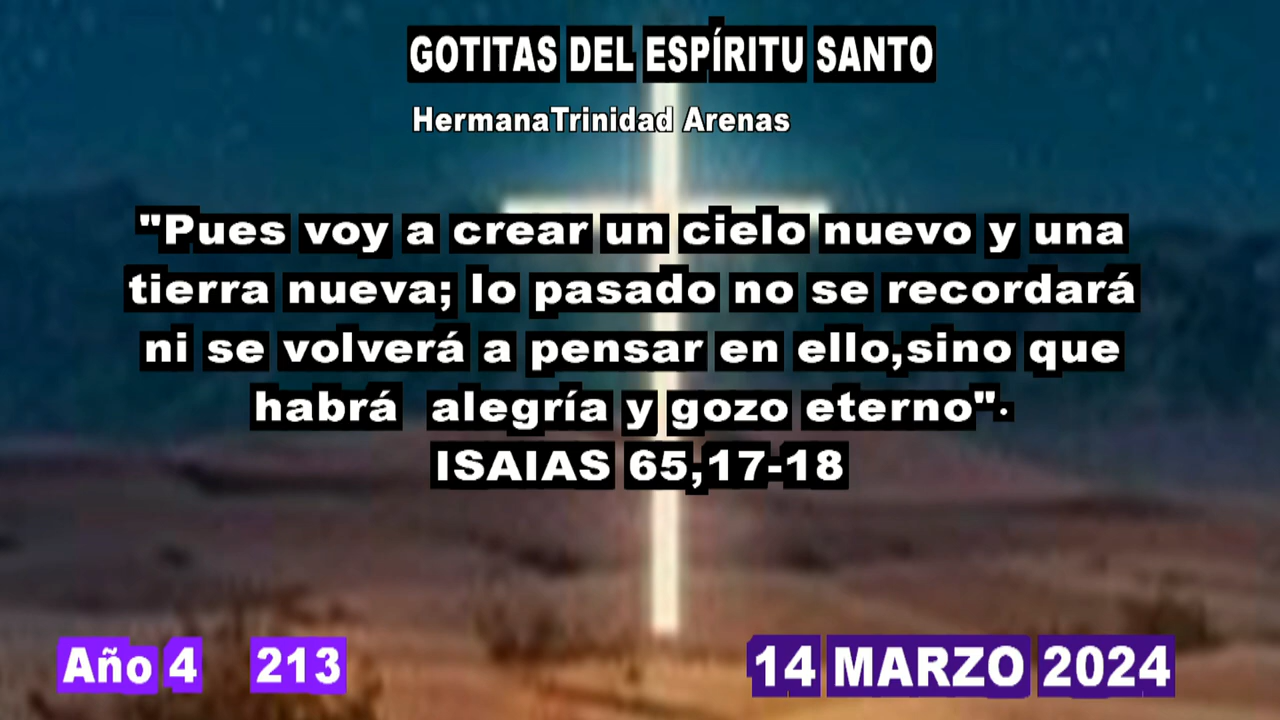 GOTITAS DEL ESPÍRITU SANTO
HermanaTrinidad Arenas
"Pues voy a crear un cielo nuevo y una
tierra nueva; lo pasado no se recordará
ni se volverá a pensar en ello,sino que
habrá alegría y gozo eterno".
ISAIAS 65,17-18
Año 4 213
14 MARZO 2024